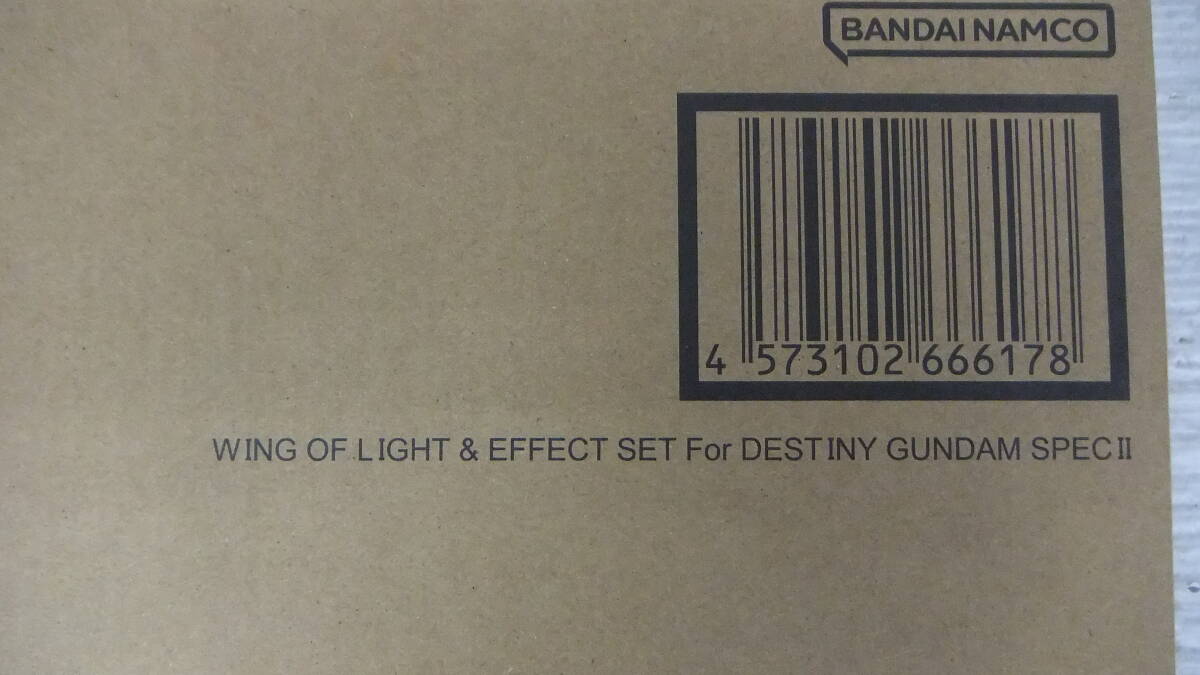 BANDAI NAMCO
4 573102 666178
WING OF LIGHT & EFFECT SET For DESTINY GUNDAM SPECⅡ